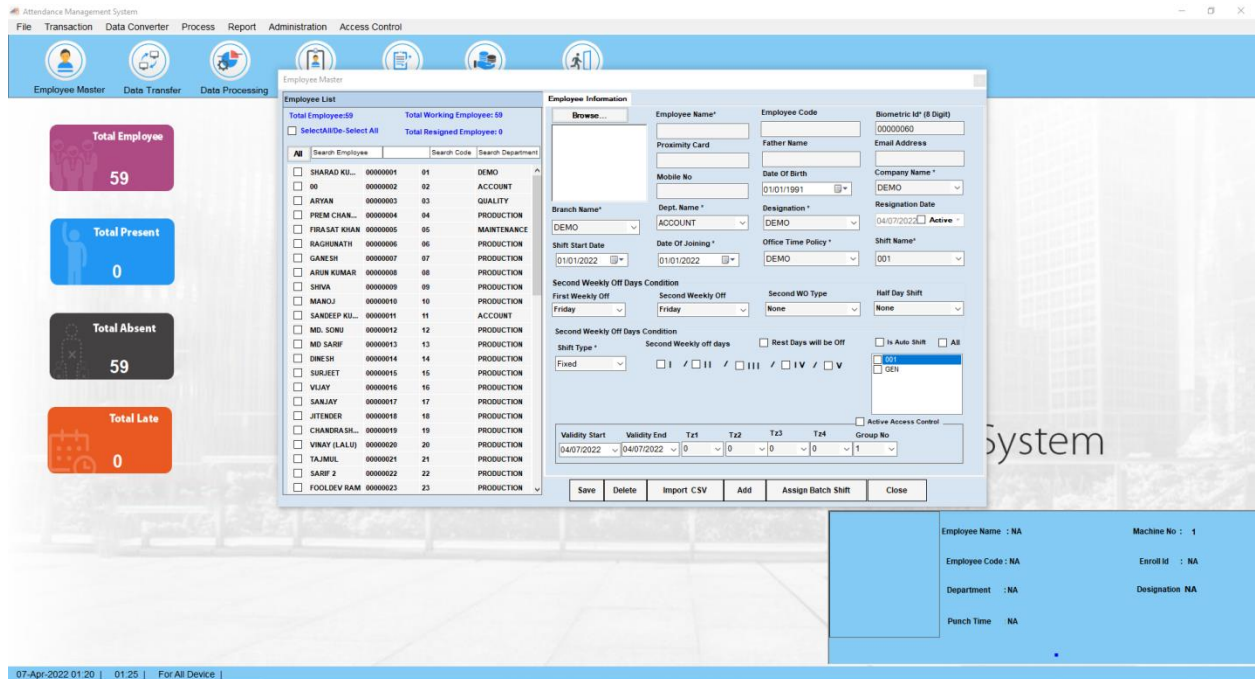 Attendance Management System
File Transaction Data Converter Process Report Administration Access Control
Employee Master Data Transfer Data Processing
Total Employee
59
Total Present
0
Total Absent
59
Total Late
0
Employee Master
Employee List
Total Employee:59 Total Working Employee: 59
SelectAll/De-Select All Total Resigned Employee: 0
All Search Employee Search Code Search Department
SHARAD KU... 00000001 01 DEMO
00 00000002 02 ACCOUNT
ARYAN 00000003 03 QUALITY
PREM CHAN... 00000004 04 PRODUCTION
FIRASAT KHAN 00000005 05 MAINTENANCE
RAGHUNATH 00000006 06 PRODUCTION
GANESH 00000007 07 PRODUCTION
ARUN KUMAR 00000008 08 PRODUCTION
SHIVA 00000009 09 PRODUCTION
MANOJ 00000010 10 PRODUCTION
SANDEEP KU... 00000011 11 ACCOUNT
MD. SONU 00000012 12 PRODUCTION
MD SARIF 00000013 13 PRODUCTION
DINESH 00000014 14 PRODUCTION
SURJEET 00000015 15 PRODUCTION
VIJAY 00000016 16 PRODUCTION
SANJAY 00000017 17 PRODUCTION
JITENDER 00000018 18 PRODUCTION
CHANDRASH... 00000019 19 PRODUCTION
VINAY (LALU) 00000020 20 PRODUCTION
TAJMUL 00000021 21 PRODUCTION
SARIF 2 00000022 22 PRODUCTION
FOOLDEV RAM 00000023 23 PRODUCTION
Employee Information
Browse... Employee Name* Employee Code Biometric Id* (8 Digit)
00000060
Proximity Card Father Name Email Address
Mobile No Date Of Birth Company Name *
01/01/1991 DEMO
Branch Name* Dept. Name * Designation * Resignation Date
DEMO ACCOUNT DEMO 04/07/2022 Active
Shift Start Date Date Of Joining * Office Time Policy * Shift Name*
01/01/2022 01/01/2022 DEMO 001
Second Weekly Off Days Condition
First Weekly Off Second Weekly Off Second WO Type Half Day Shift
Friday Friday None None
Second Weekly Off Days Condition
Shift Type * Second Weekly off days Rest Days will be Off Is Auto Shift All
Fixed I / II / III / IV / V
001
GEN
Active Access Control
Validity Start Validity End Tz1 Tz2 Tz3 Tz4 Group No
04/07/2022 04/07/2022 0 0 0 0 1
Save Delete Import CSV Add Assign Batch Shift Close
System
Employee Name : NA Machine No : 1
Employee Code : NA Enroll Id : NA
Department : NA Designation NA
Punch Time NA
07-Apr-2022 01:20 | 01:25 | For All Device |